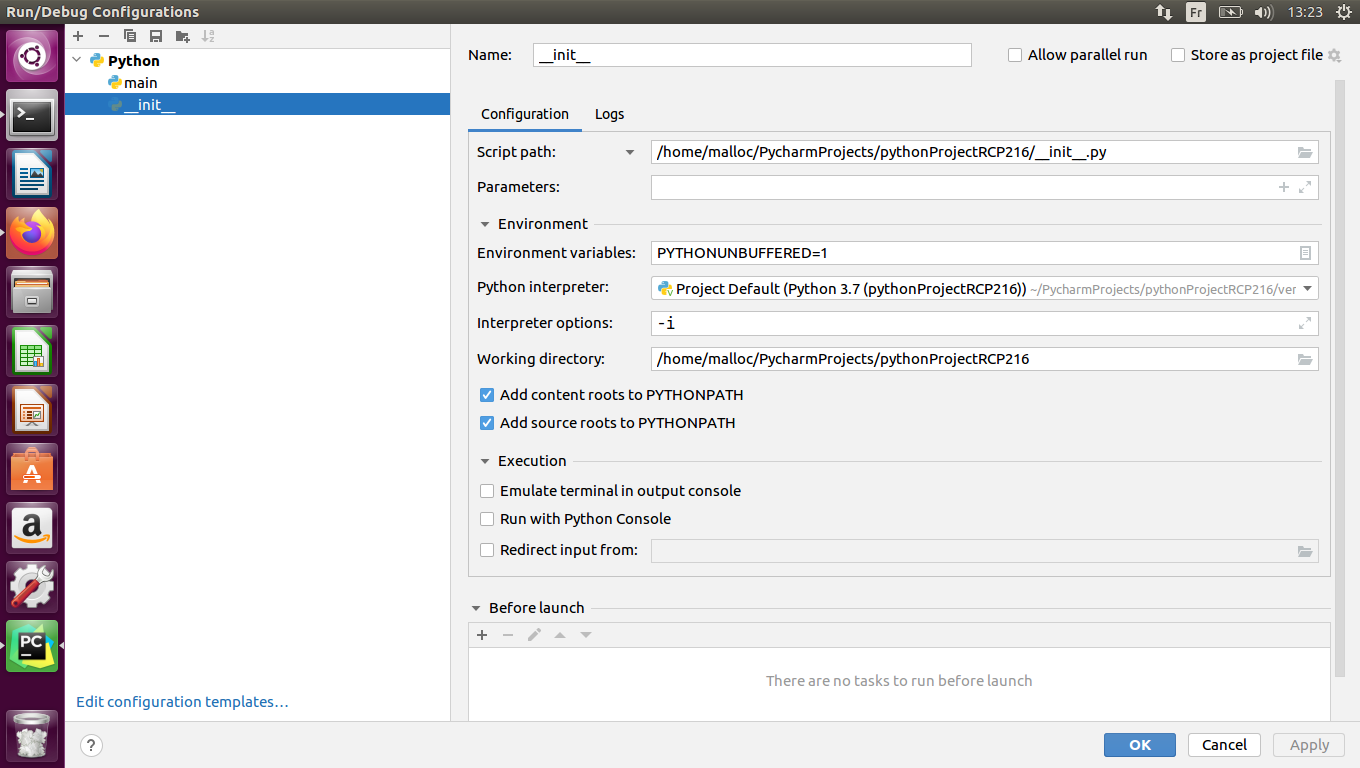 Run/Debug Configurations
Fr
13:23
Python
main
__init__
Edit configuration templates...
Name: __init__
Allow parallel run
Store as project file
Configuration Logs
Script path: /home/malloc/PycharmProjects/pythonProjectRCP216/__init__.py
Parameters:
Environment
Environment variables: PYTHONUNBUFFERED=1
Python interpreter: Project Default (Python 3.7 (pythonProjectRCP216)) ~/PycharmProjects/pythonProjectRCP216/ver
Interpreter options: -i
Working directory: /home/malloc/PycharmProjects/pythonProjectRCP216
Add content roots to PYTHONPATH
Add source roots to PYTHONPATH
Execution
Emulate terminal in output console
Run with Python Console
Redirect input from:
Before launch
There are no tasks to run before launch
? OK Cancel Apply
PC